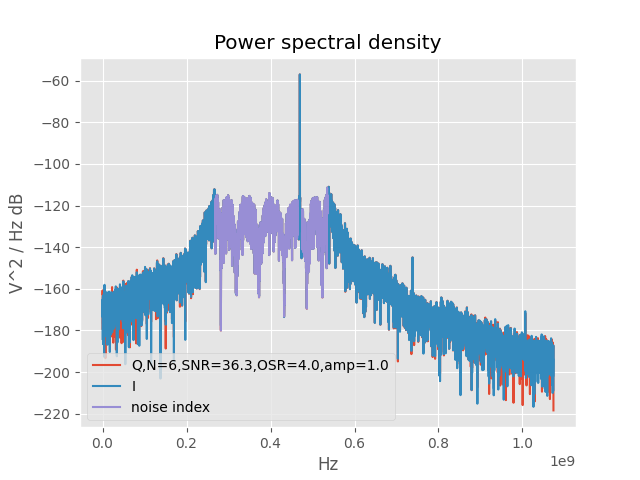 Power spectral density
V^2 / Hz dB
−60
−80
−100
−120
−140
−160
−180
−200
−220
Q,N=6,SNR=36.3,OSR=4.0,amp=1.0
I
noise index
0.0 0.2 0.4 0.6 0.8 1.0
1e9
Hz